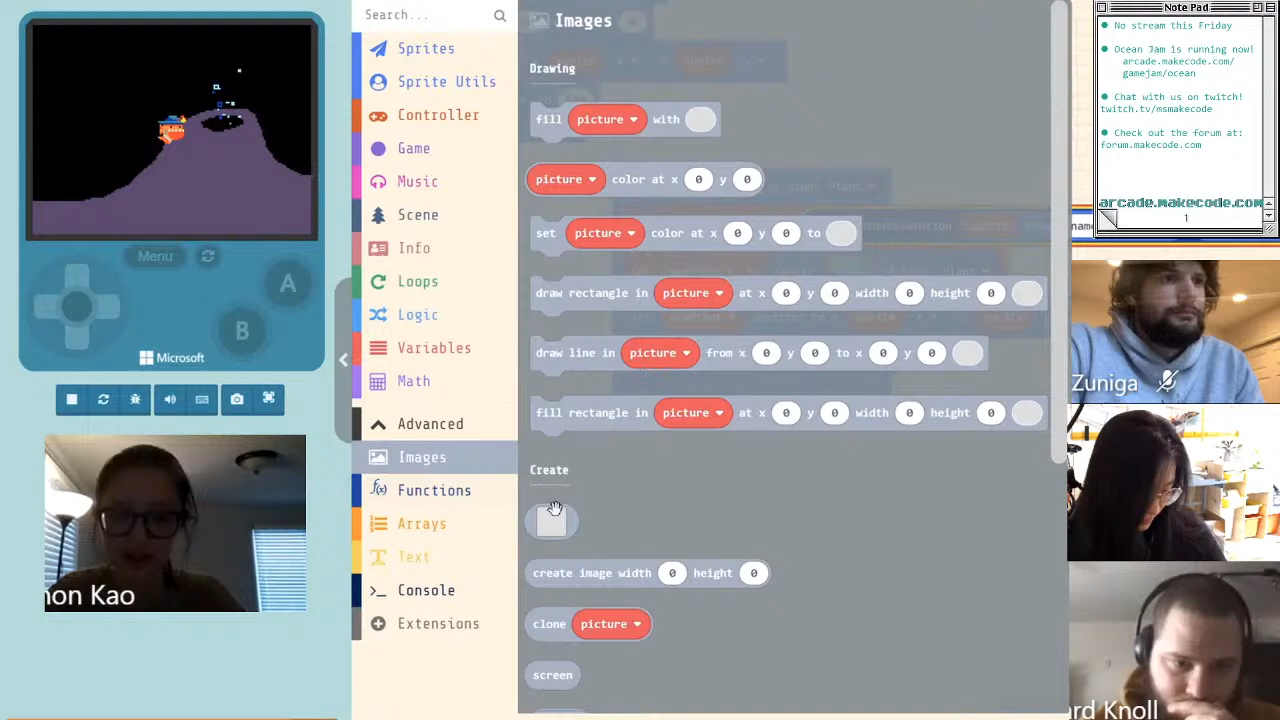 Search...
Sprites
Sprite Utils
Controller
Game
Music
Scene
Info
Loops
Logic
Variables
Math
Advanced
Images
Functions
Arrays
Text
Console
Extensions
Images
Drawing
fill picture with
picture color at x 0 y 0
set picture color at x 0 y 0 to
draw rectangle in picture at x 0 y 0 width 0 height 0
draw line in picture from x 0 y 0 to x 0 y 0
fill rectangle in picture at x 0 y 0 width 0 height 0
Create
create image width 0 height 0
clone picture
screen
Menu
A
B
Microsoft
non Kao
Note Pad
No stream this Friday
Ocean Jam is running now!
arcade.makecode.com/
gamejam/ocean
Chat with us on twitch!
twitch.tv/msmakecode
Check out the forum at:
forum.makecode.com
arcade.makecode.com
1
Zuniga
ard Knoll